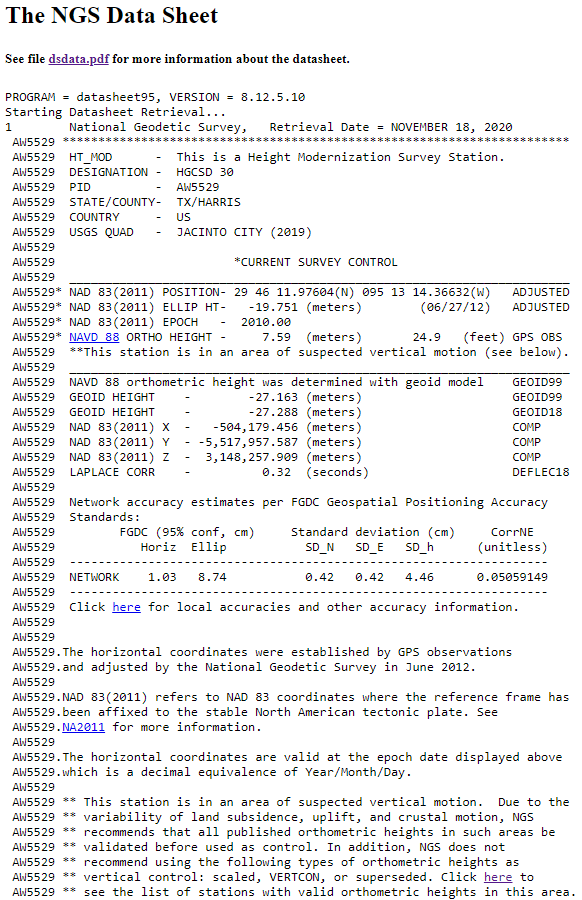 The NGS Data Sheet
See file dsdata.pdf for more information about the datasheet.
PROGRAM = datasheet95, VERSION = 8.12.5.10
Starting Datasheet Retrieval...
1        National Geodetic Survey,   Retrieval Date = NOVEMBER 18, 2020
 AW5529 ***********************************************************************
 AW5529  HT_MOD      -  This is a Height Modernization Survey Station.
 AW5529  DESIGNATION -  HGCSD 30
 AW5529  PID         -  AW5529
 AW5529  STATE/COUNTY-  TX/HARRIS
 AW5529  COUNTRY     -  US
 AW5529  USGS QUAD   -  JACINTO CITY (2019)
 AW5529
 AW5529                         *CURRENT SURVEY CONTROL
 AW5529  ______________________________________________________________________
 AW5529* NAD 83(2011) POSITION- 29 46 11.97604(N) 095 13 14.36632(W)   ADJUSTED
 AW5529* NAD 83(2011) ELLIP HT-   -19.751 (meters)        (06/27/12)   ADJUSTED
 AW5529* NAD 83(2011) EPOCH   -  2010.00
 AW5529* NAVD 88 ORTHO HEIGHT -     7.59  (meters)       24.9   (feet) GPS OBS
 AW5529  **This station is in an area of suspected vertical motion (see below).
 AW5529  ______________________________________________________________________
 AW5529  NAVD 88 orthometric height was determined with geoid model    GEOID99
 AW5529  GEOID HEIGHT    -        -27.163 (meters)                     GEOID99
 AW5529  GEOID HEIGHT    -        -27.288 (meters)                     GEOID18
 AW5529  NAD 83(2011) X  -   -504,179.456 (meters)                     COMP
 AW5529  NAD 83(2011) Y  - -5,517,957.587 (meters)                     COMP
 AW5529  NAD 83(2011) Z  -  3,148,257.909 (meters)                     COMP
 AW5529  LAPLACE CORR    -          0.32  (seconds)                    DEFLEC18
 AW5529
 AW5529  Network accuracy estimates per FGDC Geospatial Positioning Accuracy
 AW5529  Standards:
 AW5529         FGDC (95% conf, cm)     Standard deviation (cm)     CorrNE
 AW5529            Horiz  Ellip           SD_N   SD_E   SD_h      (unitless)
 AW5529  -------------------------------------------------------------------
 AW5529  NETWORK    1.03   8.74           0.42   0.42   4.46      0.05059149
 AW5529  -------------------------------------------------------------------
 AW5529  Click here for local accuracies and other accuracy information.
 AW5529
 AW5529
 AW5529.The horizontal coordinates were established by GPS observations
 AW5529.and adjusted by the National Geodetic Survey in June 2012.
 AW5529
 AW5529.NAD 83(2011) refers to NAD 83 coordinates where the reference frame has
 AW5529.been affixed to the stable North American tectonic plate. See
 AW5529.NA2011 for more information.
 AW5529
 AW5529.The horizontal coordinates are valid at the epoch date displayed above
 AW5529.which is a decimal equivalence of Year/Month/Day.
 AW5529
 AW5529 ** This station is in an area of suspected vertical motion.  Due to the
 AW5529 ** variability of land subsidence, uplift, and crustal motion, NGS
 AW5529 ** recommends that all published orthometric heights in such areas be
 AW5529 ** validated before used as control. In addition, NGS does not
 AW5529 ** recommend using the following types of orthometric heights as
 AW5529 ** vertical control: scaled, VERTCON, or superseded. Click here to
 AW5529 ** see the list of stations with valid orthometric heights in this area.